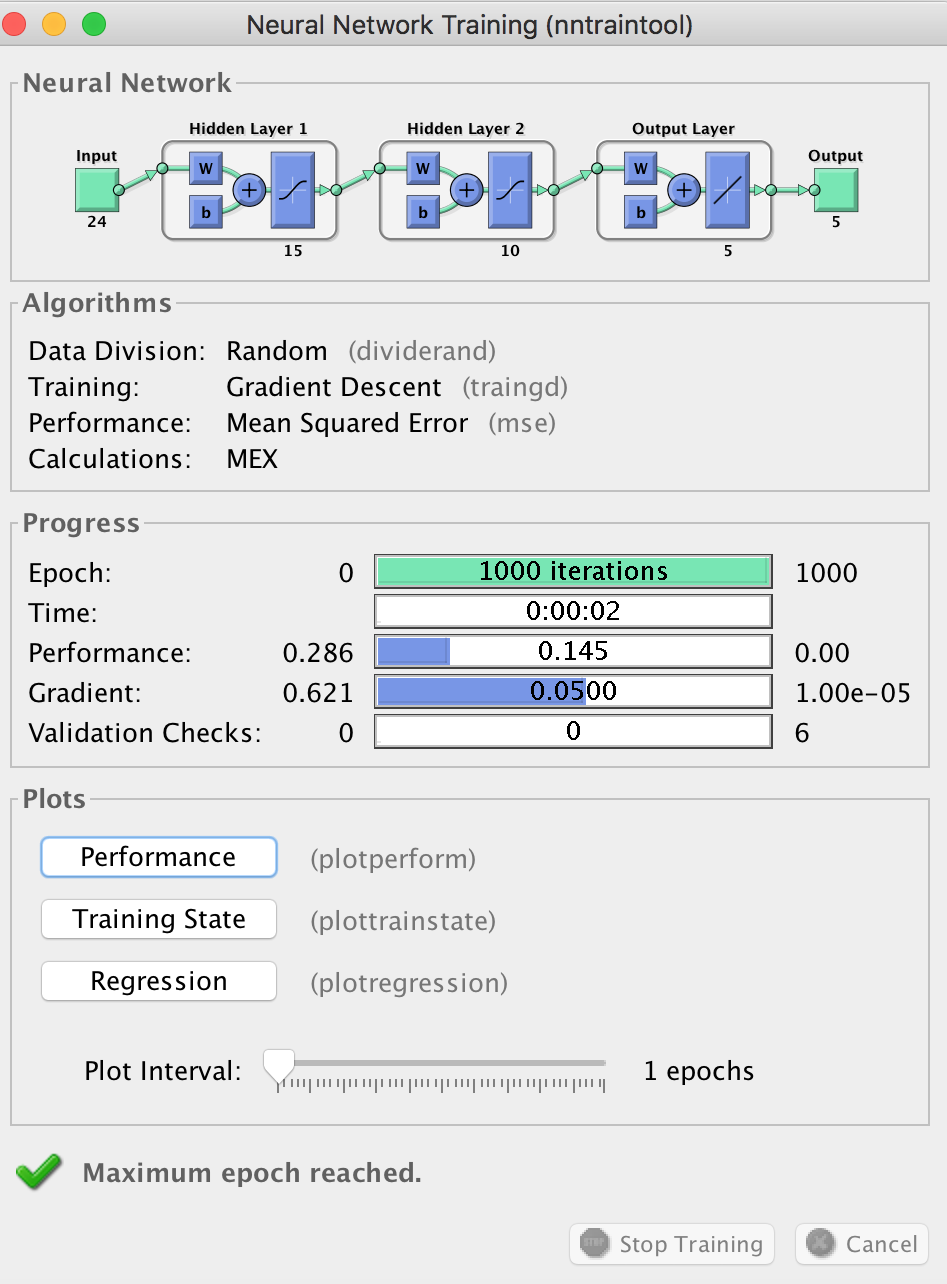 Neural Network Training (nntraintool)
Neural Network
Hidden Layer 1 Hidden Layer 2 Output Layer
Input Output
W W W
+ + +
b b b
24 5
15 10 5
Algorithms
Data Division: Random (dividerand)
Training: Gradient Descent (traingd)
Performance: Mean Squared Error (mse)
Calculations: MEX
Progress
Epoch: 0 1000 iterations 1000
Time: 0:00:02
Performance: 0.286 0.145 0.00
Gradient: 0.621 0.0500 1.00e-05
Validation Checks: 0 0 6
Plots
Performance (plotperform)
Training State (plottrainstate)
Regression (plotregression)
Plot Interval: 1 epochs
Maximum epoch reached.
STOP Stop Training Cancel